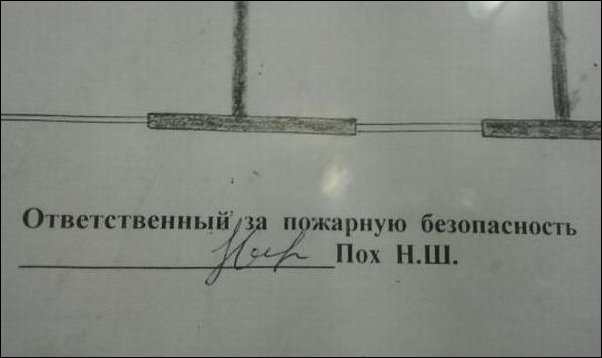 Ответственный за пожарную безопасность
Пох Н.Ш.